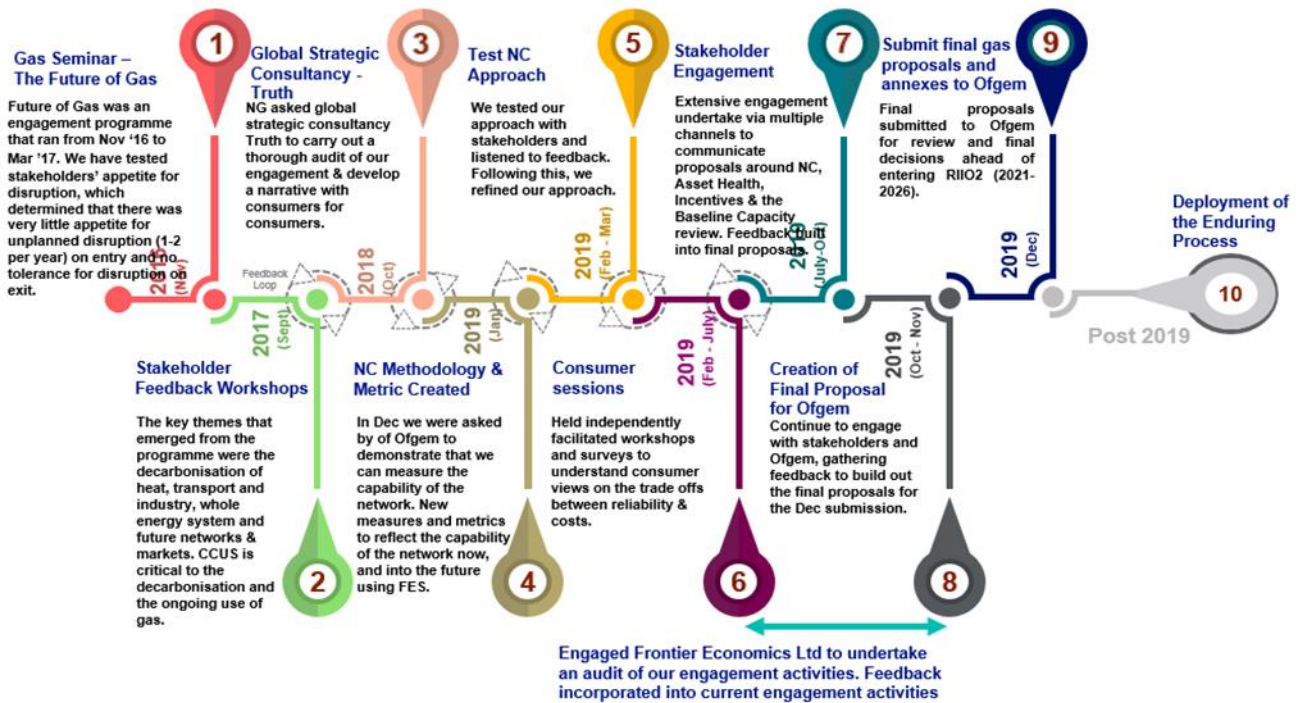 1
Gas Seminar –
The Future of Gas
Future of Gas was an
engagement programme
that ran from Nov ‘16 to
Mar ’17. We have tested
stakeholders’ appetite for
disruption, which
determined that there was
very little appetite for
unplanned disruption (1-2
per year) on entry and no
tolerance for disruption on
exit.
(Nov)
Feedback
Loop
2017
(Sept)
Stakeholder
Feedback Workshops
The key themes that
emerged from the
programme were the
decarbonisation of
heat, transport and
industry, whole
energy system and
future networks &
markets. CCUS is
critical to the
decarbonisation and
the ongoing use of
gas.
2
3
Global Strategic
Consultancy -
Truth
NG asked global
strategic consultancy
Truth to carry out a
thorough audit of our
engagement & develop
a narrative with
consumers for
consumers.
2018
(Oct)
2019
(Jan)
NC Methodology &
Metric Created
In Dec we were asked
by of Ofgem to
demonstrate that we
can measure the
capability of the
network. New
measures and metrics
to reflect the capability
of the network now,
and into the future
using FES.
4
5
Test NC
Approach
We tested our
approach with
stakeholders and
listened to feedback.
Following this, we
refined our approach.
2019
(Feb - Mar)
2019
(Feb - July)
Consumer
sessions
Held independently
facilitated workshops
and surveys to
understand consumer
views on the trade offs
between reliability &
costs.
6
7
Stakeholder
Engagement
Extensive engagement
undertake via multiple
channels to
communicate
proposals around NC,
Asset Health,
Incentives & the
Baseline Capacity
review. Feedback built
into final proposals.
2019
2019
(Oct - Nov)
Creation of
Final Proposal
for Ofgem
Continue to engage
with stakeholders and
Ofgem, gathering
feedback to build out
the final proposals for
the Dec submission.
8
9
Submit final gas
proposals and
annexes to Ofgem
Final proposals
submitted to Ofgem
for review and final
decisions ahead of
entering RIIO2 (2021-
2026).
2019
(Dec)
Post 2019
Deployment of
the Enduring
Process
10
Engaged Frontier Economics Ltd to undertake
an audit of our engagement activities. Feedback
incorporated into current engagement activities